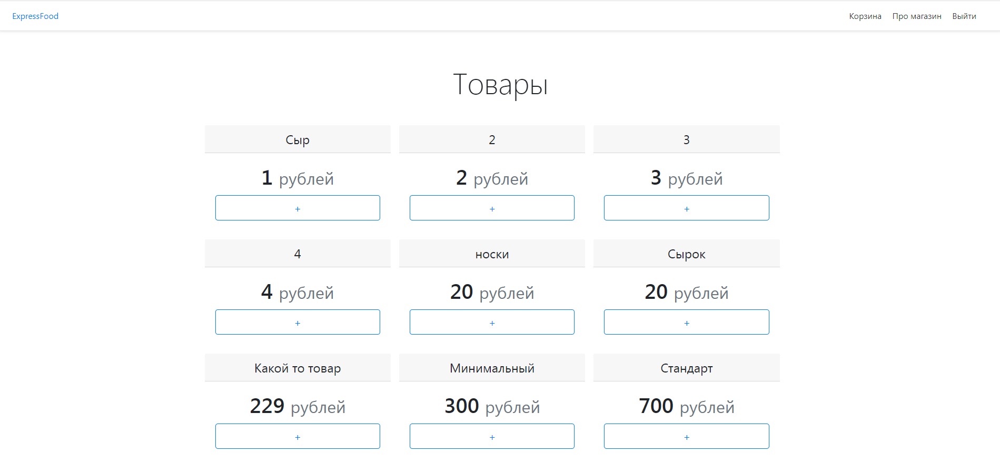 ExpressFood Корзина Про магазин Выйти
Товары
Сыр 2 3
1 рублей 2 рублей 3 рублей
+ + +
4 носки Сырок
4 рублей 20 рублей 20 рублей
+ + +
Какой то товар Минимальный Стандарт
229 рублей 300 рублей 700 рублей
+ + +